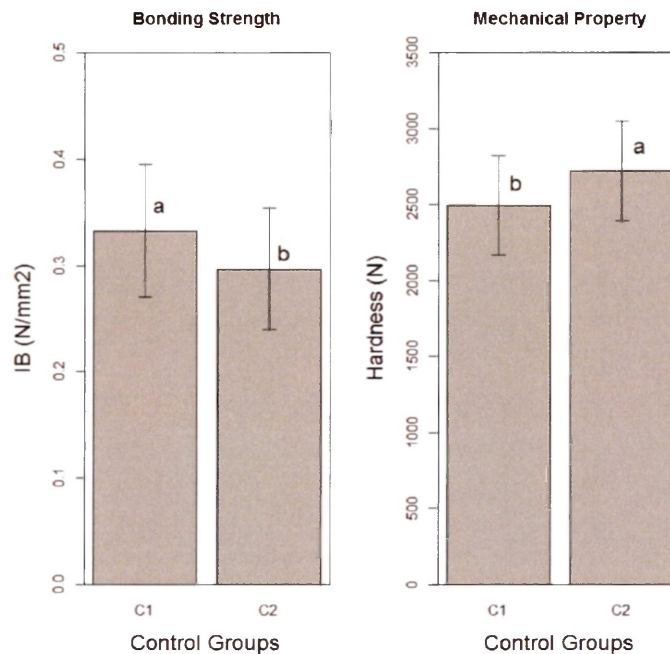 Bonding Strength
IB (N/mm2)
0.5
0.4
0.3
0.2
0.1
0.0
a
b
C1
C2
Control Groups
Mechanical Property
Hardness (N)
3500
3000
2500
2000
1500
1000
500
0
b
a
C1
C2
Control Groups